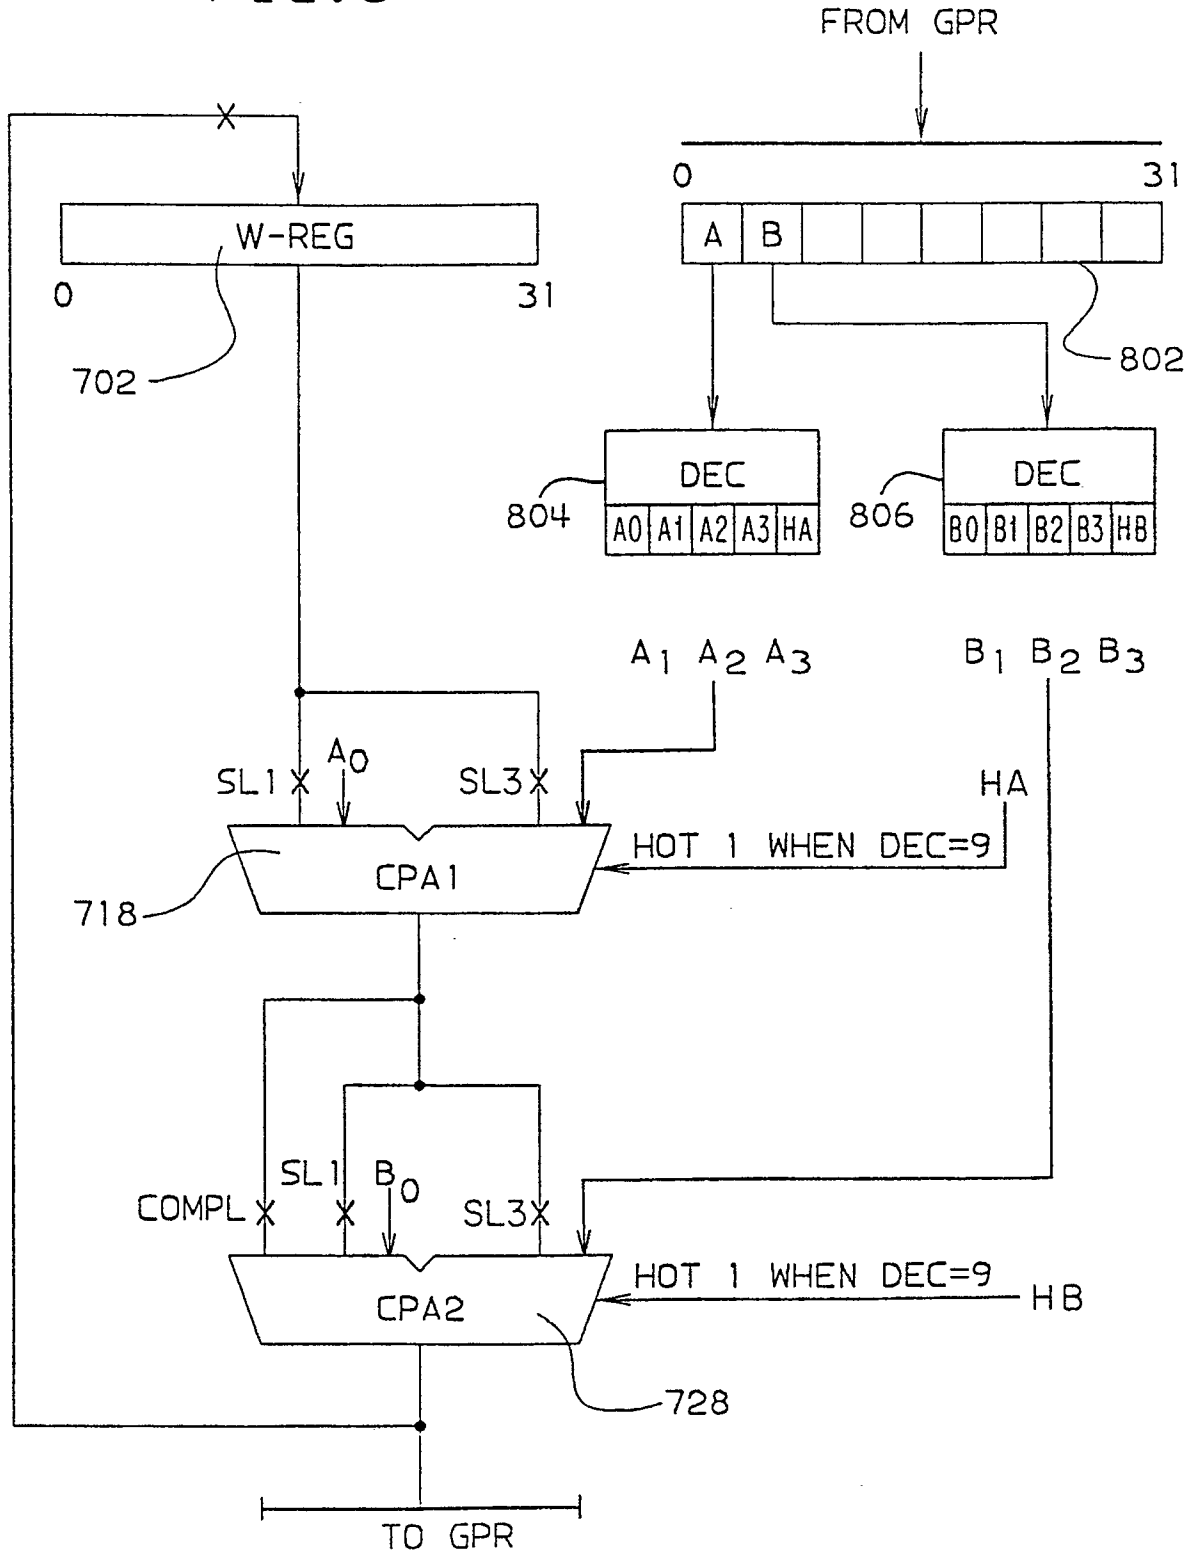 FROM GPR
0 31
W-REG
A B
0 31
702
802
DEC
DEC
804
A0 A1 A2 A3 HA
806
B0 B1 B2 B3 HB
A1 A2 A3
B1 B2 B3
A0
SL1
SL3
HA
HOT 1 WHEN DEC=9
CPA1
718
SL1
B0
COMPL
SL3
HOT 1 WHEN DEC=9
HB
CPA2
728
TO GPR